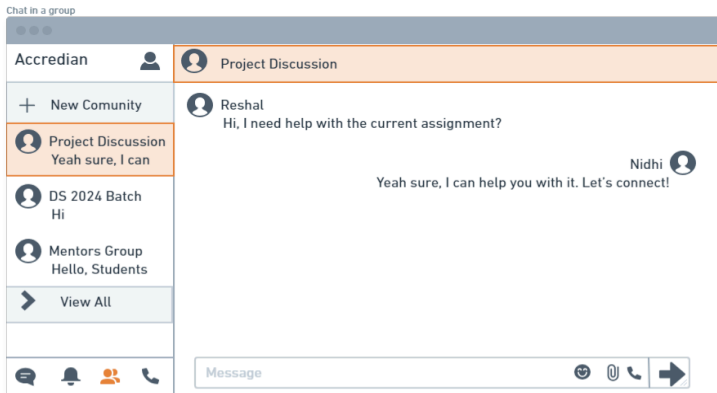 Chat in a group
Accredian
Project Discussion
New Comunity
Project Discussion
Yeah sure, I can
DS 2024 Batch
Hi
Mentors Group
Hello, Students
View All
Reshal
Hi, I need help with the current assignment?
Nidhi
Yeah sure, I can help you with it. Let's connect!
Message